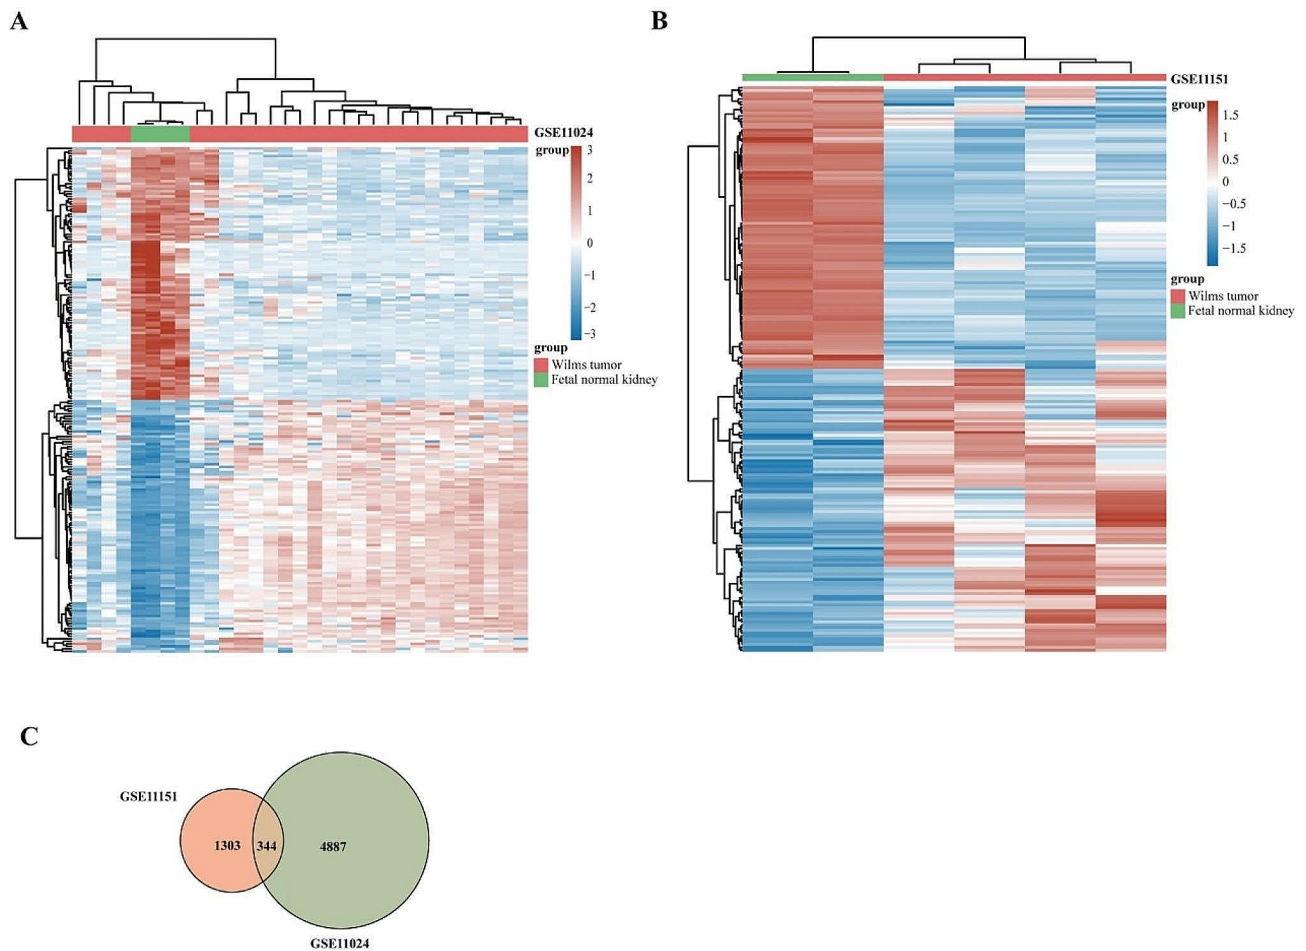 A
GSE11024
group
3
2
1
0
−1
−2
−3
group
Wilms tumor
Fetal normal kidney
B
GSE11151
group
1.5
1
0.5
0
−0.5
−1
−1.5
group
Wilms tumor
Fetal normal kidney
C
GSE11151
1303 344 4887
GSE11024